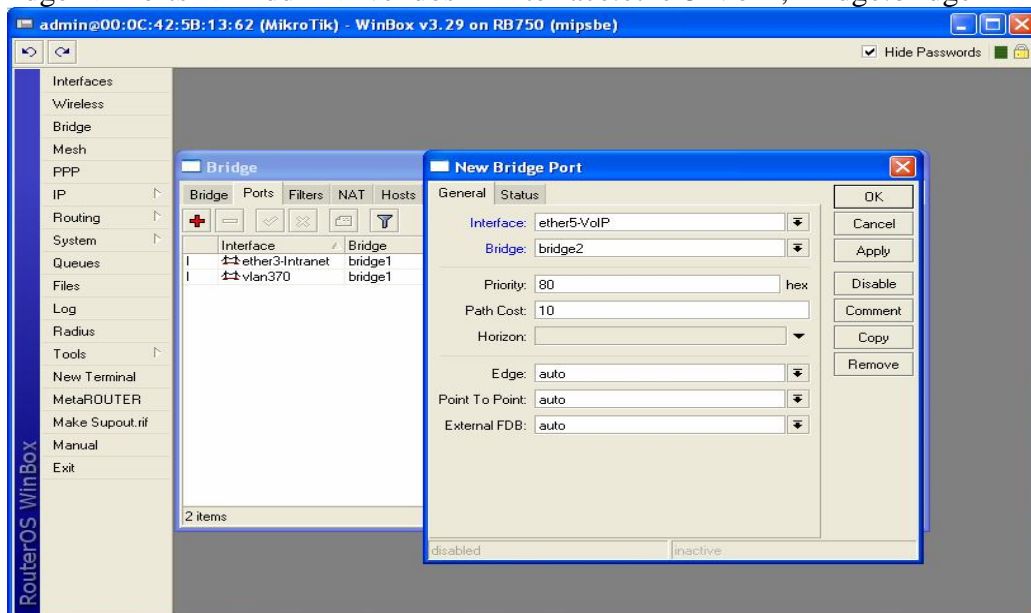 admin@00:0C:42:5B:13:62 (MikroTik) - WinBox v3.29 on RB750 (mipsbe)
Hide Passwords
Interfaces
Wireless
Bridge
Mesh
PPP
IP
Routing
System
Queues
Files
Log
Radius
Tools
New Terminal
MetaROUTER
Make Supout.rif
Manual
Exit
RouterOS WinBox
Bridge
Bridge Ports Filters NAT Hosts
Interface Bridge
I ether3-Intranet bridge1
I vlan370 bridge1
2 items
New Bridge Port
General Status
Interface: ether5-VoIP
Bridge: bridge2
Priority: 80 hex
Path Cost: 10
Horizon:
Edge: auto
Point To Point: auto
External FDB: auto
OK
Cancel
Apply
Disable
Comment
Copy
Remove
disabled inactive